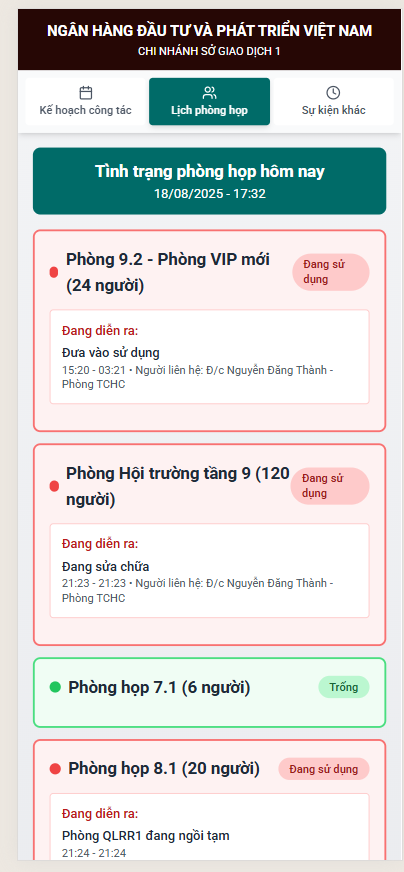 NGÂN HÀNG ĐẦU TƯ VÀ PHÁT TRIỂN VIỆT NAM
CHI NHÁNH SỞ GIAO DỊCH 1
Kế hoạch công tác
Lịch phòng họp
Sự kiện khác
Tình trạng phòng họp hôm nay
18/08/2025 - 17:32
Phòng 9.2 - Phòng VIP mới
(24 người)
Đang sử
dụng
Đang diễn ra:
Đưa vào sử dụng
15:20 - 03:21 • Người liên hệ: Đ/c Nguyễn Đăng Thành -
Phòng TCHC
Phòng Hội trường tầng 9 (120
người)
Đang sử
dụng
Đang diễn ra:
Đang sửa chữa
21:23 - 21:23 • Người liên hệ: Đ/c Nguyễn Đăng Thành -
Phòng TCHC
Phòng họp 7.1 (6 người)
Trống
Phòng họp 8.1 (20 người)
Đang sử dụng
Đang diễn ra:
Phòng QLRR1 đang ngồi tạm
21:24 - 21:24